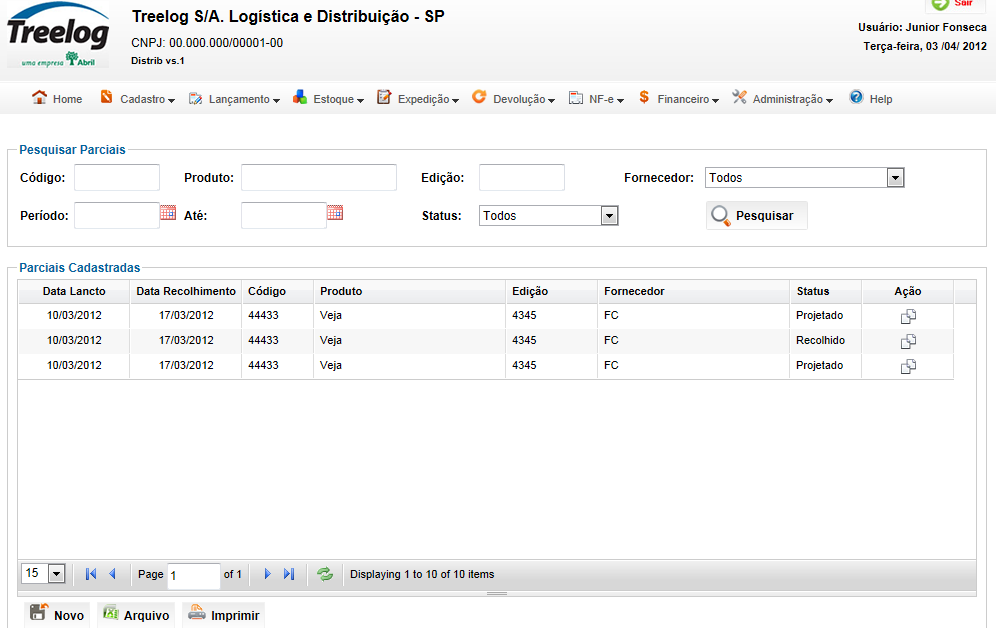 Sair
Treelog
uma empresa Abril
Treelog S/A. Logística e Distribuição - SP
CNPJ: 00.000.000/00001-00
Distrib vs.1
Usuário: Junior Fonseca
Terça-feira, 03 /04/ 2012
Home Cadastro Lançamento Estoque Expedição Devolução NF-e Financeiro Administração Help
Pesquisar Parciais
Código: Produto: Edição: Fornecedor: Todos
Período: Até: Status: Todos Pesquisar
Parciais Cadastradas
Data Lancto Data Recolhimento Código Produto Edição Fornecedor Status Ação
10/03/2012 17/03/2012 44433 Veja 4345 FC Projetado
10/03/2012 17/03/2012 44433 Veja 4345 FC Recolhido
10/03/2012 17/03/2012 44433 Veja 4345 FC Projetado
15 Page 1 of 1 Displaying 1 to 10 of 10 items
Novo Arquivo Imprimir